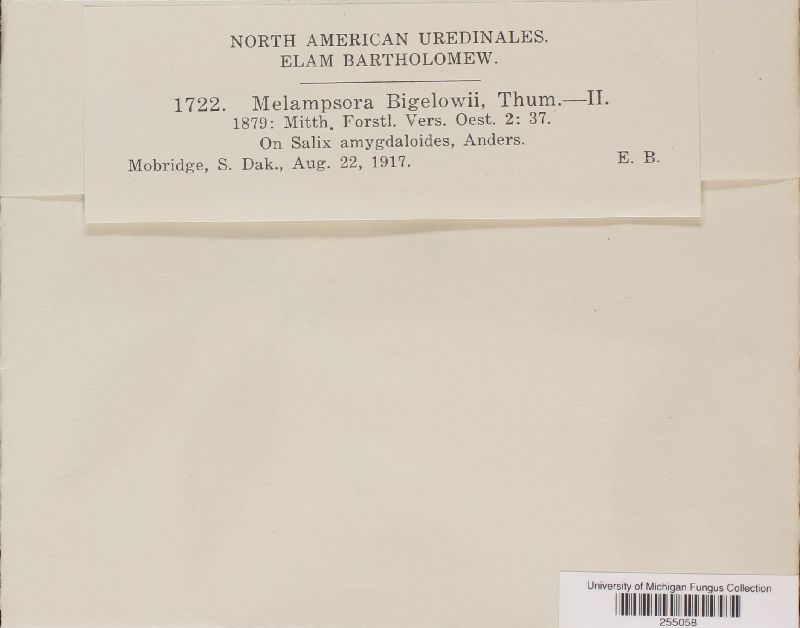 NORTH AMERICAN UREDINALES.
ELAM BARTHOLOMEW.
1722. Melampsora Bigelowii, Thum.—II.
1879: Mitth. Forstl. Vers. Oest. 2: 37.
On Salix amygdaloides, Anders.
Mobridge, S. Dak., Aug. 22, 1917. E. B.
University of Michigan Fungus Collection
255058